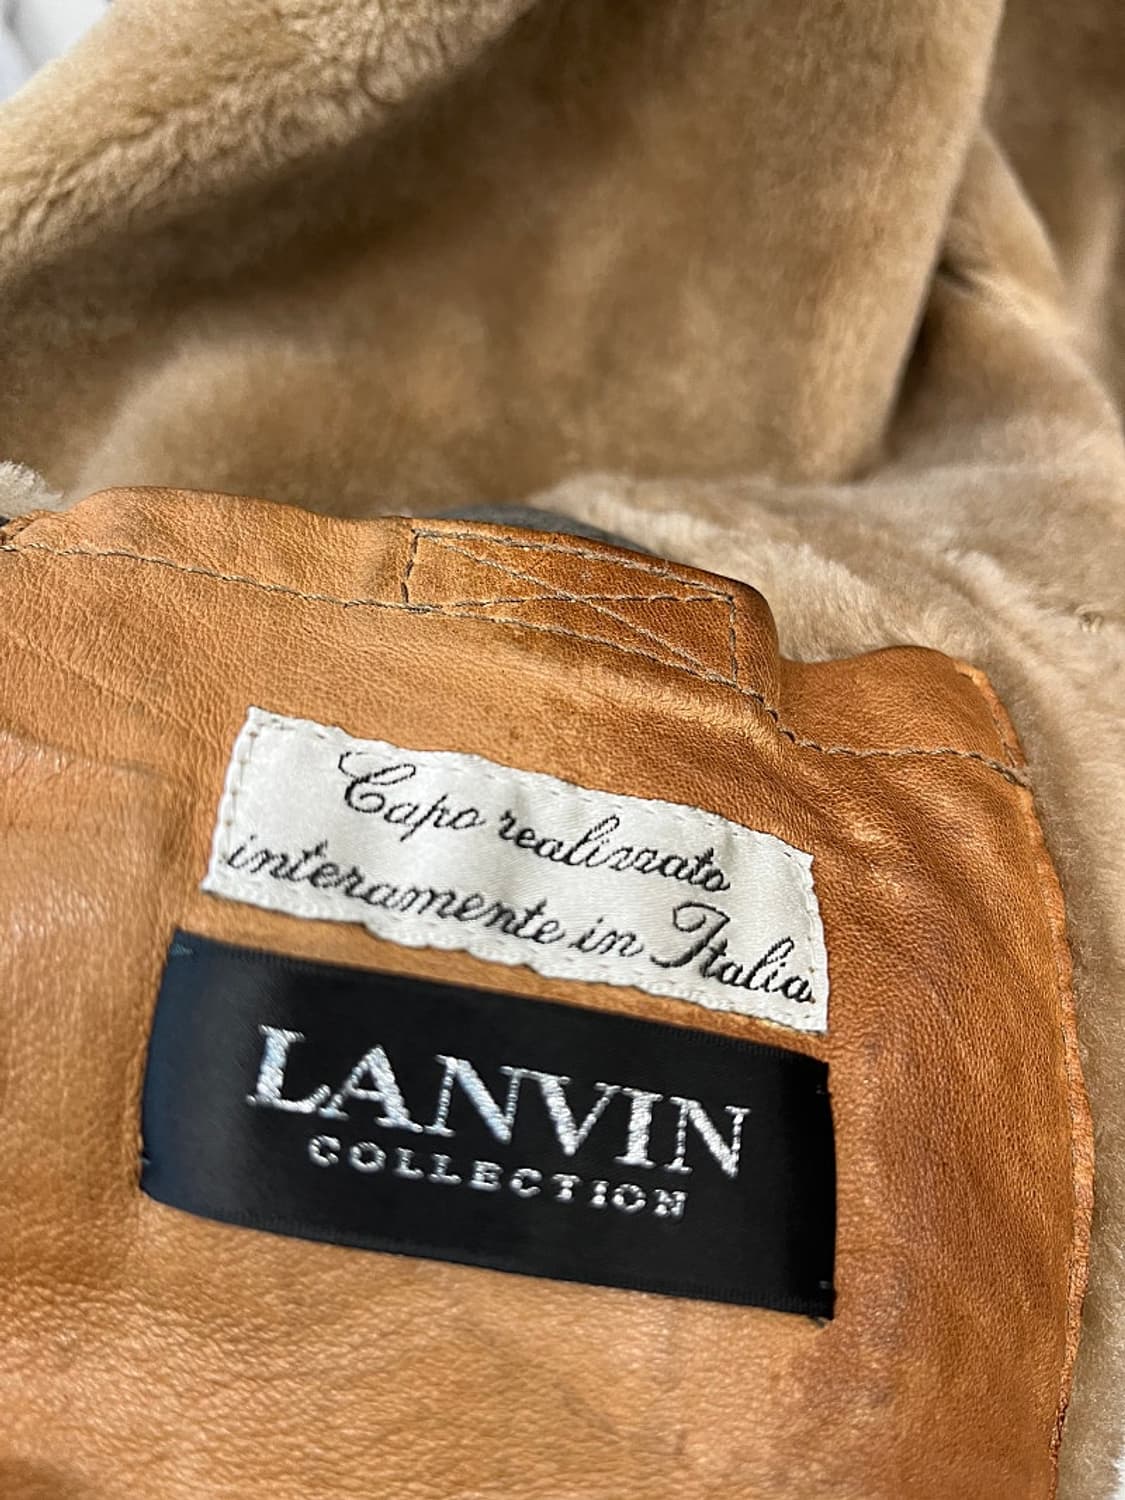 Capo realizzato
interamente in Italia
LANVIN
COLLECTION